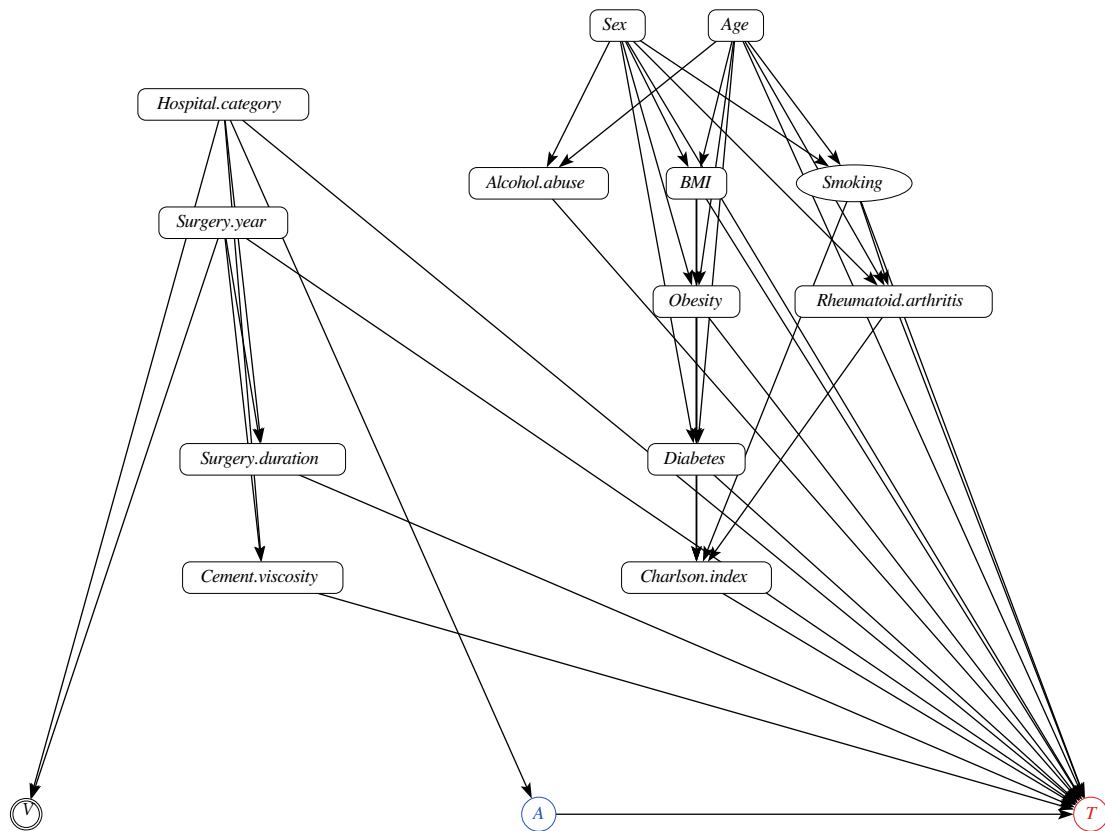 Sex
Age
Hospital.category
Alcohol.abuse
BMI
Smoking
Surgery.year
Obesity
Rheumatoid.arthritis
Surgery.duration
Diabetes
Cement.viscosity
Charlson.index
V
A
T